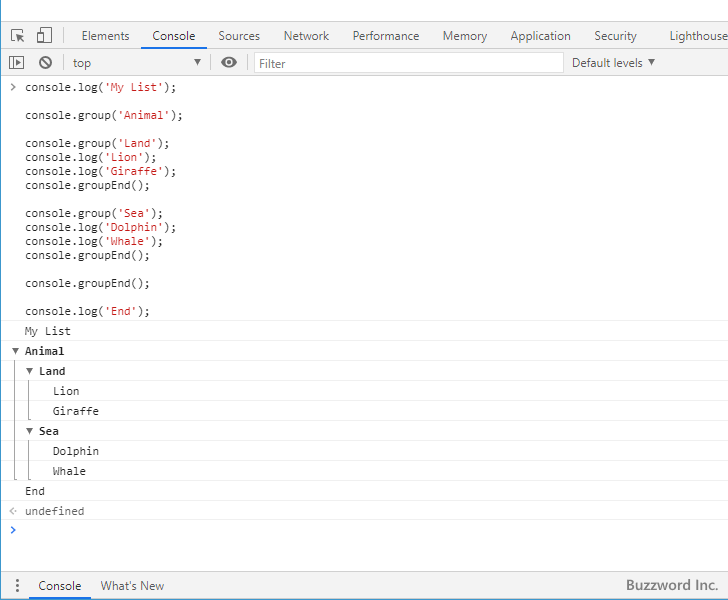 Elements Console Sources Network Performance Memory Application Security Lighthouse
top Filter Default levels
console.log('My List');
console.group('Animal');
console.group('Land');
console.log('Lion');
console.log('Giraffe');
console.groupEnd();
console.group('Sea');
console.log('Dolphin');
console.log('Whale');
console.groupEnd();
console.groupEnd();
console.log('End');
My List
Animal
Land
Lion
Giraffe
Sea
Dolphin
Whale
End
undefined
Console What's New Buzzword Inc.